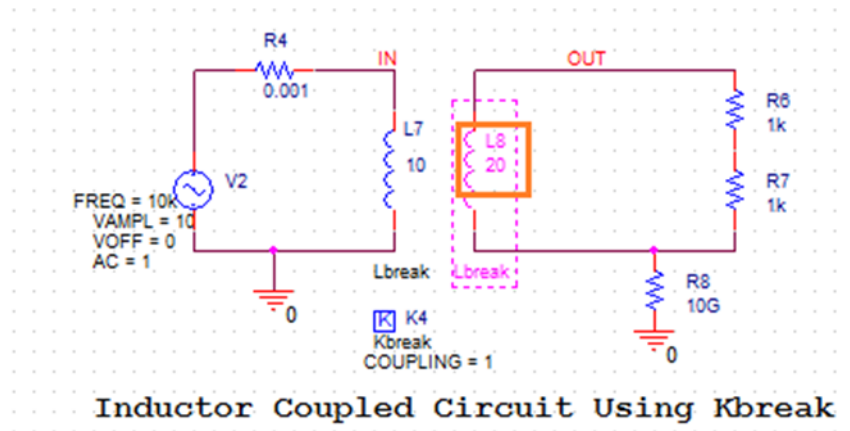 R4
0.001
IN
OUT
L7
10
L8
20
R6
1k
R7
1k
V2
FREQ = 10k
VAMPL = 10
VOFF = 0
AC = 1
0
Lbreak
Lbreak
K K4
Kbreak
COUPLING = 1
R8
10G
0
Inductor Coupled Circuit Using Kbreak